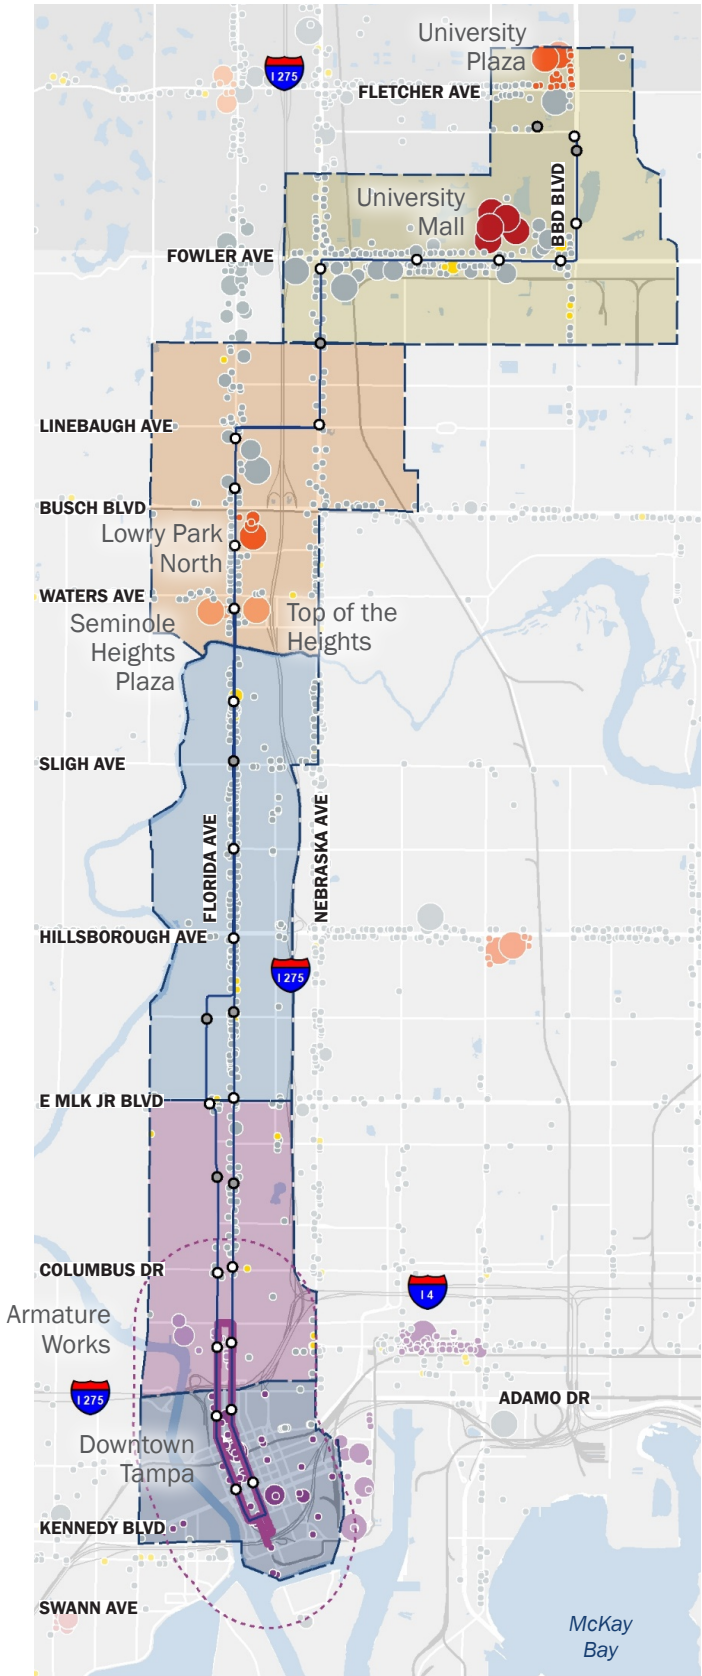 University
Plaza
I 275
FLETCHER AVE
University
Mall
BBD BLVD
FOWLER AVE
LINEBAUGH AVE
BUSCH BLVD
Lowry Park
North
WATERS AVE
Seminole
Heights
Plaza
Top of the
Heights
SLIGH AVE
FLORIDA AVE
NEBRASKA AVE
HILLSBOROUGH AVE
I 275
E MLK JR BLVD
COLUMBUS DR
I 4
Armature
Works
I 275
ADAMO DR
Downtown
Tampa
KENNEDY BLVD
SWANN AVE
McKay
Bay